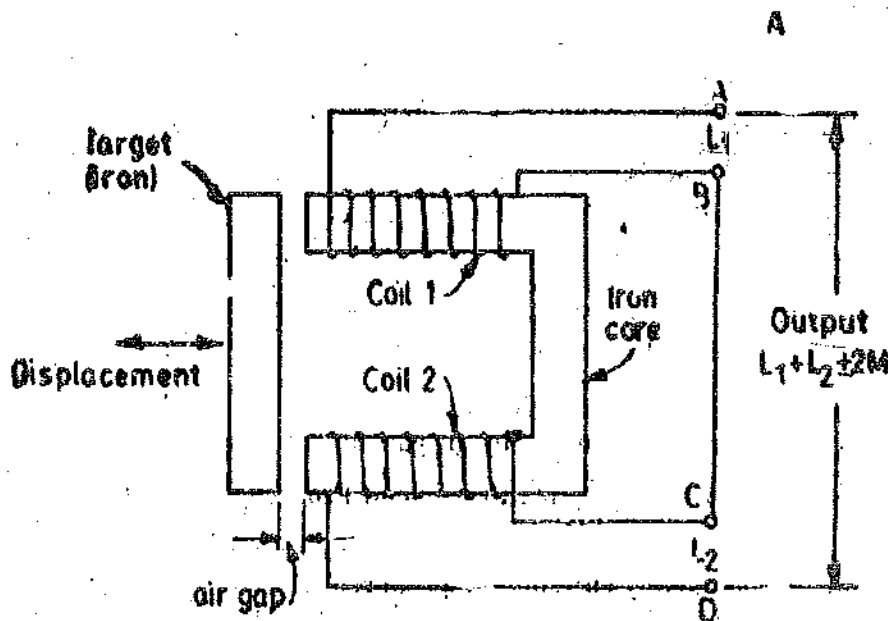 A
A
Target
(Iron)
L1
B
Coil 1
Iron
core
Output
L1 + L2 ± 2M
Displacement
Coil 2
C
L2
air gap
D